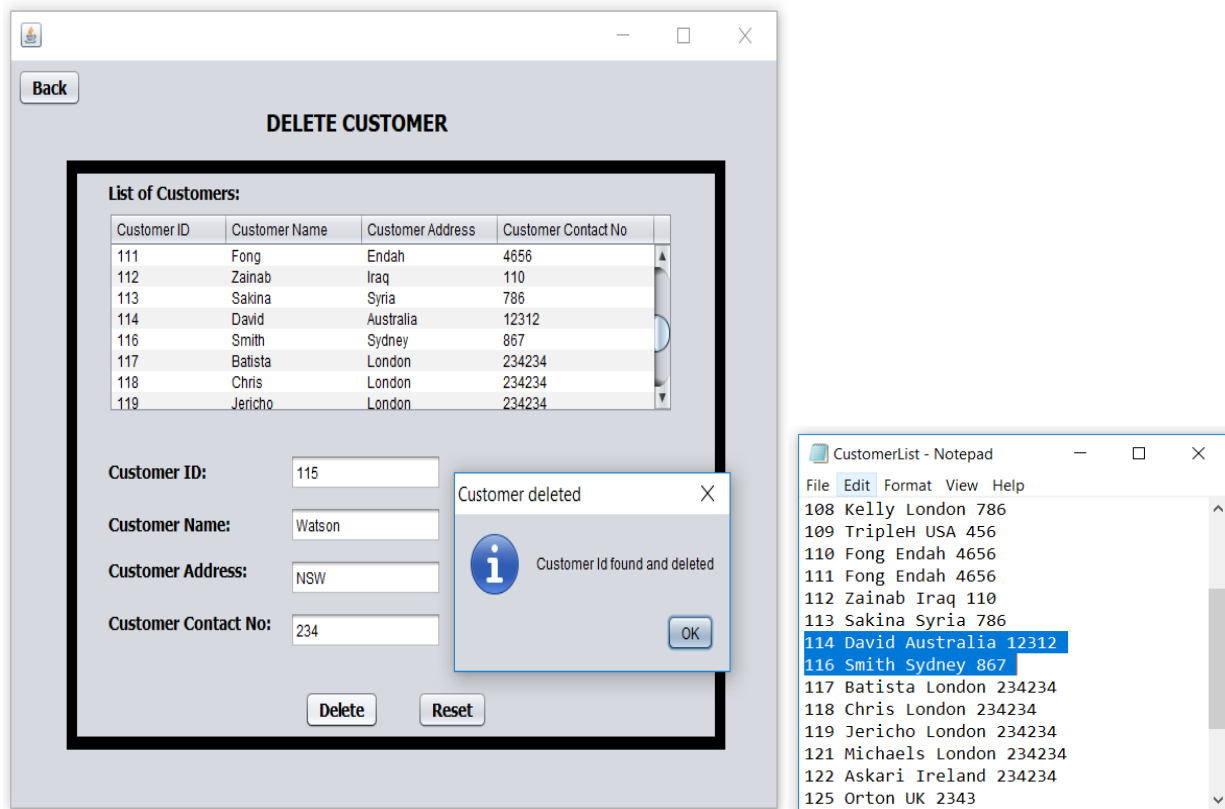 Back
DELETE CUSTOMER
List of Customers:
Customer ID Customer Name Customer Address Customer Contact No
111 Fong Endah 4656
112 Zainab Iraq 110
113 Sakina Syria 786
114 David Australia 12312
116 Smith Sydney 867
117 Batista London 234234
118 Chris London 234234
119 Jericho London 234234
Customer ID: 115
Customer Name: Watson
Customer Address: NSW
Customer Contact No: 234
Delete Reset
Customer deleted
Customer Id found and deleted
OK
CustomerList - Notepad
File Edit Format View Help
108 Kelly London 786
109 TripleH USA 456
110 Fong Endah 4656
111 Fong Endah 4656
112 Zainab Iraq 110
113 Sakina Syria 786
114 David Australia 12312
116 Smith Sydney 867
117 Batista London 234234
118 Chris London 234234
119 Jericho London 234234
121 Michaels London 234234
122 Askari Ireland 234234
125 Orton UK 2343